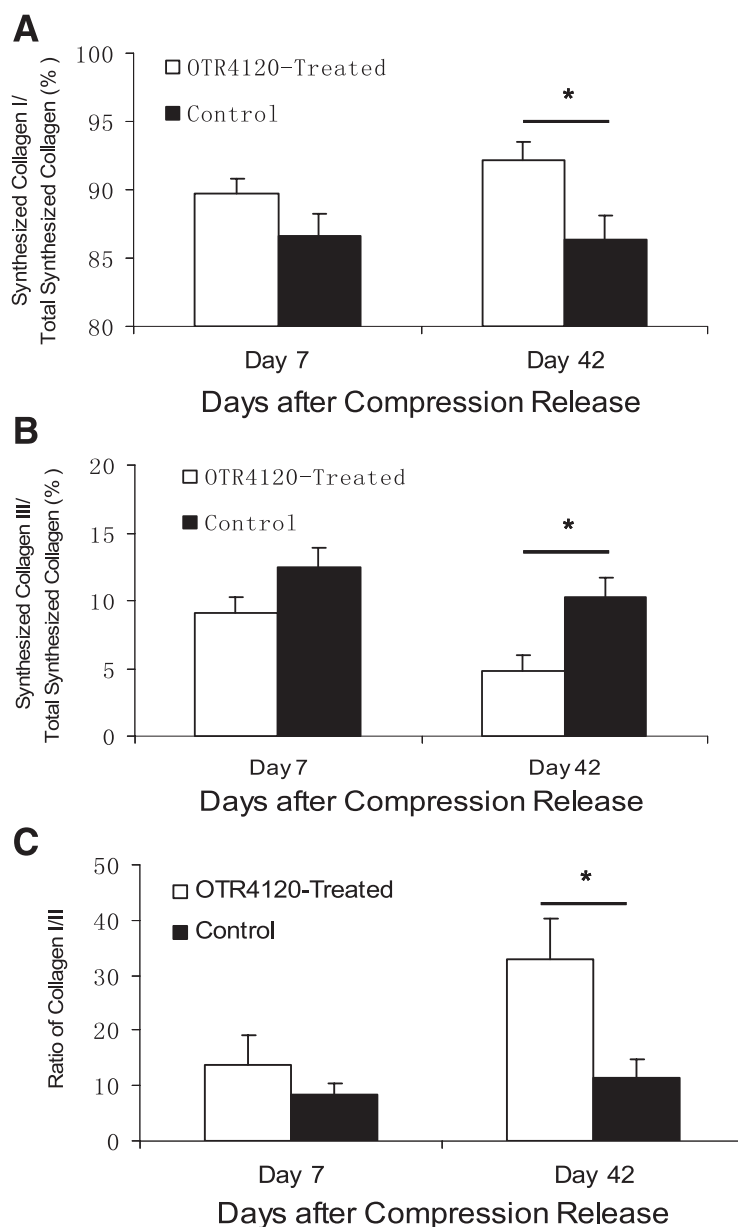 A
Synthesized Collagen I/
Total Synthesized Collagen (%)
100
95
90
85
80
OTR4120-Treated
Control
*
Day 7
Day 42
Days after Compression Release
B
Synthesized Collagen III/
Total Synthesized Collagen (%)
20
15
10
5
0
OTR4120-Treated
Control
*
Day 7
Day 42
Days after Compression Release
C
Ratio of Collagen I/II
50
40
30
20
10
0
OTR4120-Treated
Control
*
Day 7
Day 42
Days after Compression Release